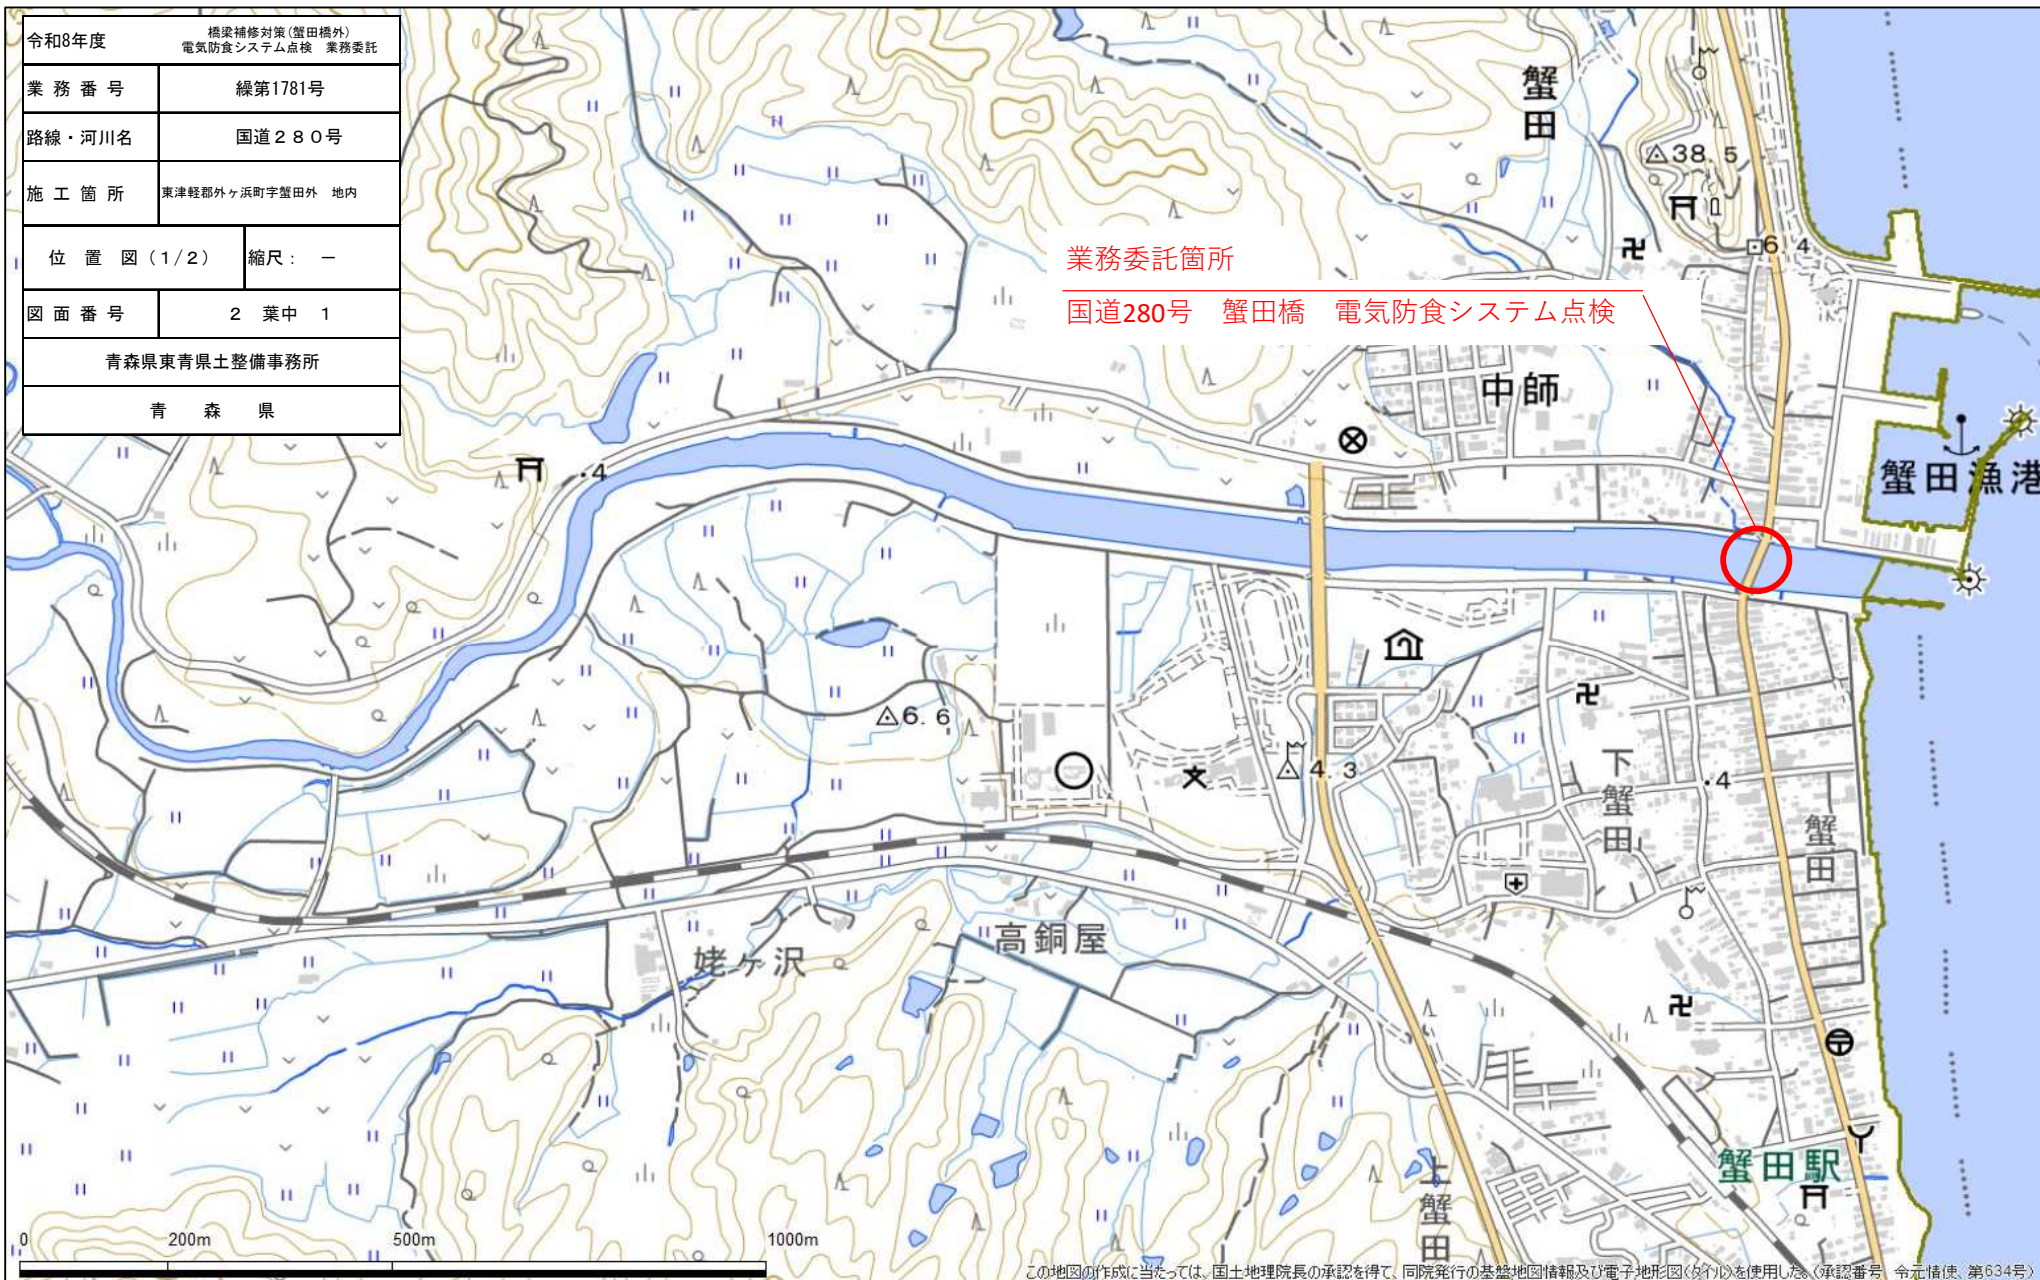 令和8年度
橋梁補修対策(蟹田橋外)
電気防食システム点検 業務委託
業務番号 繰第1781号
路線・河川名 国道280号
施工箇所 東津軽郡外ヶ浜町字蟹田外 地内
位置図(1/2) 縮尺: ー
図面番号 2 葉中 1
青森県東青県土整備事務所
青森県
業務委託箇所
国道280号 蟹田橋 電気防食システム点検
蟹田
38.5
6.4
中師
蟹田漁港
4
6.6
4.3
下蟹田
4
蟹田
姥ヶ沢
高銅屋
上蟹田
蟹田駅
0 200m 500m 1000m
この地図の作成に当たっては、国土地理院長の承認を得て、同院発行の基盤地図情報及び電子地形図(タイル)を使用した。(承認番号 令元情使、第634号)